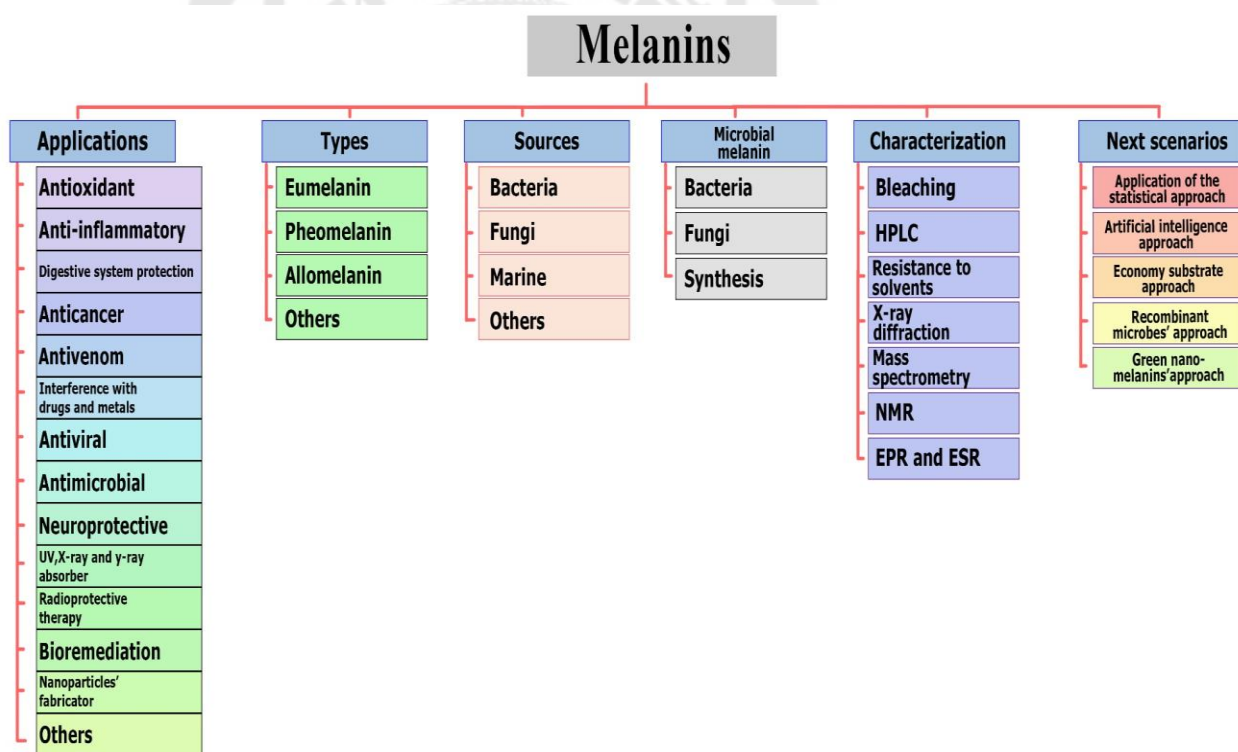 Melanins
Applications
Antioxidant
Anti-inflammatory
Digestive system protection
Anticancer
Antivenom
Interference with
drugs and metals
Antiviral
Antimicrobial
Neuroprotective
UV,X-ray and y-ray
absorber
Radioprotective
therapy
Bioremediation
Nanoparticles'
fabricator
Others
Types
Eumelanin
Pheomelanin
Allomelanin
Others
Sources
Bacteria
Fungi
Marine
Others
Microbial
melanin
Bacteria
Fungi
Synthesis
Characterization
Bleaching
HPLC
Resistance to
solvents
X-ray
diffraction
Mass
spectrometry
NMR
EPR and ESR
Next scenarios
Application of the
statistical approach
Artificial intelligence
approach
Economy substrate
approach
Recombinant
microbes' approach
Green nano-
melanins'approach